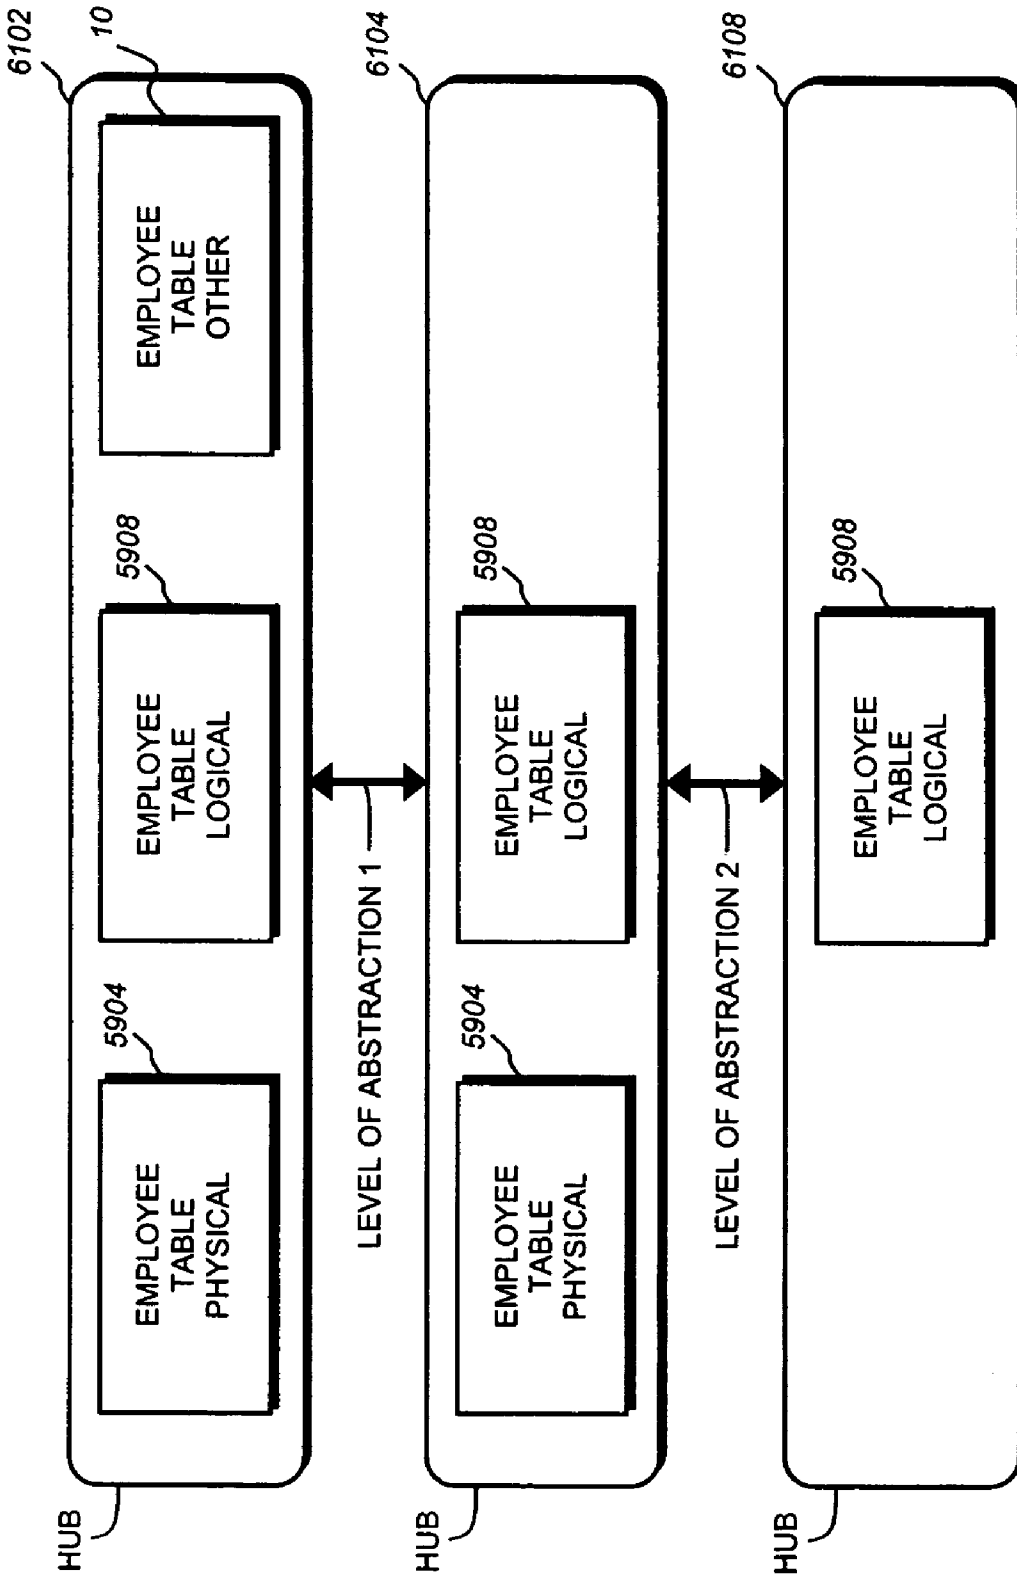 HUB
6102
EMPLOYEE
TABLE
PHYSICAL
5904
EMPLOYEE
TABLE
LOGICAL
5908
EMPLOYEE
TABLE
OTHER
10
LEVEL OF ABSTRACTION 1
HUB
6104
EMPLOYEE
TABLE
PHYSICAL
5904
EMPLOYEE
TABLE
LOGICAL
5908
LEVEL OF ABSTRACTION 2
HUB
6108
EMPLOYEE
TABLE
LOGICAL
5908